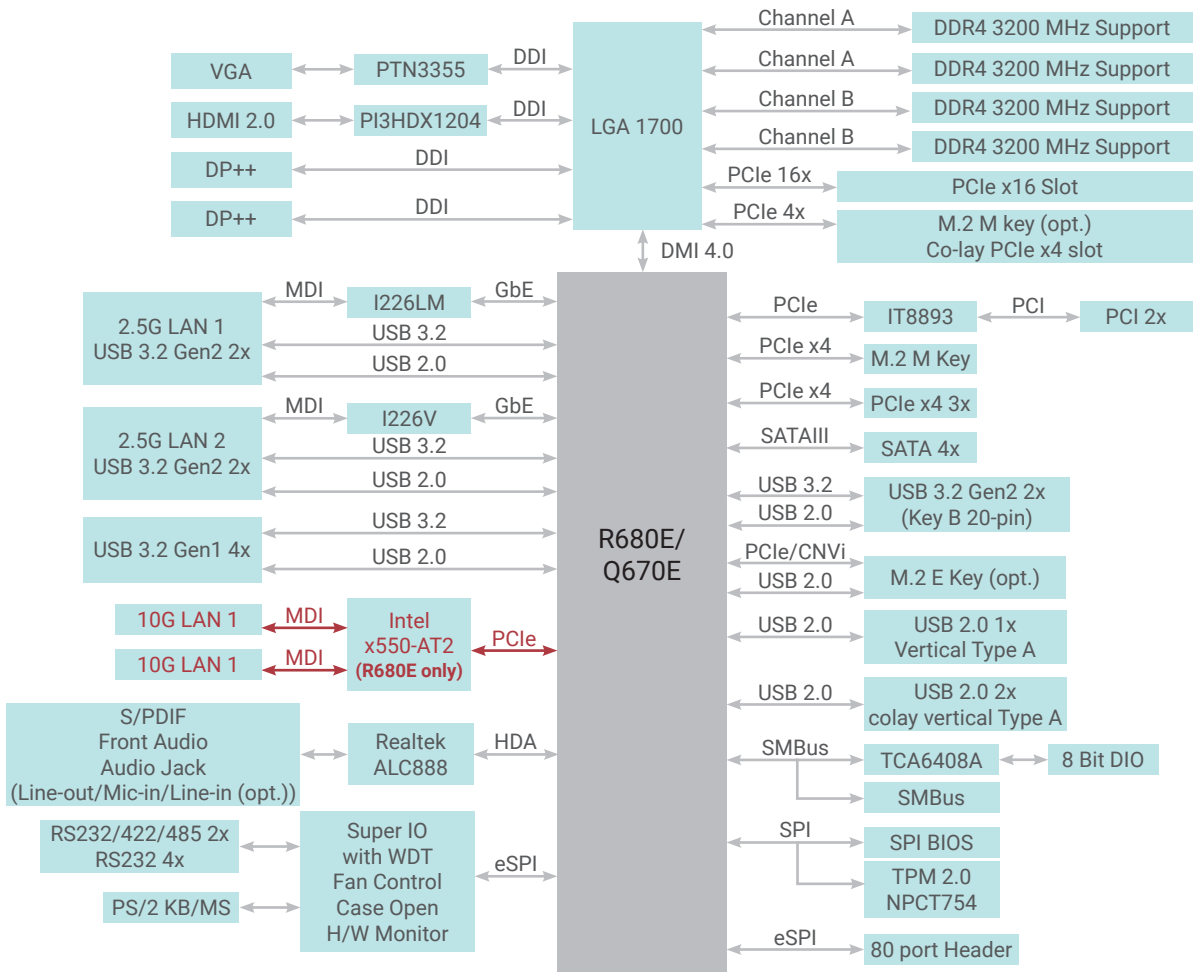 VGA
PTN3355
DDI
HDMI 2.0
PI3HDX1204
DDI
DP++
DDI
DP++
DDI
LGA 1700
Channel A
DDR4 3200 MHz Support
Channel A
DDR4 3200 MHz Support
Channel B
DDR4 3200 MHz Support
Channel B
DDR4 3200 MHz Support
PCIe 16x
PCIe x16 Slot
PCIe 4x
M.2 M key (opt.)
Co-lay PCIe x4 slot
DMI 4.0
2.5G LAN 1
USB 3.2 Gen2 2x
MDI
I226LM
GbE
USB 3.2
USB 2.0
2.5G LAN 2
USB 3.2 Gen2 2x
MDI
I226V
GbE
USB 3.2
USB 2.0
USB 3.2 Gen1 4x
USB 3.2
USB 2.0
10G LAN 1
MDI
10G LAN 1
MDI
Intel
x550-AT2
(R680E only)
PCIe
S/PDIF
Front Audio
Audio Jack
(Line-out/Mic-in/Line-in (opt.))
Realtek
ALC888
HDA
RS232/422/485 2x
RS232 4x
PS/2 KB/MS
Super IO
with WDT
Fan Control
Case Open
H/W Monitor
eSPI
R680E/
Q670E
PCIe
IT8893
PCI
PCI 2x
PCIe x4
M.2 M Key
PCIe x4
PCIe x4 3x
SATAIII
SATA 4x
USB 3.2
USB 2.0
USB 3.2 Gen2 2x
(Key B 20-pin)
PCIe/CNVi
USB 2.0
M.2 E Key (opt.)
USB 2.0
USB 2.0 1x
Vertical Type A
USB 2.0
USB 2.0 2x
colay vertical Type A
SMBus
TCA6408A
8 Bit DIO
SMBus
SPI
SPI BIOS
TPM 2.0
NPCT754
eSPI
80 port Header